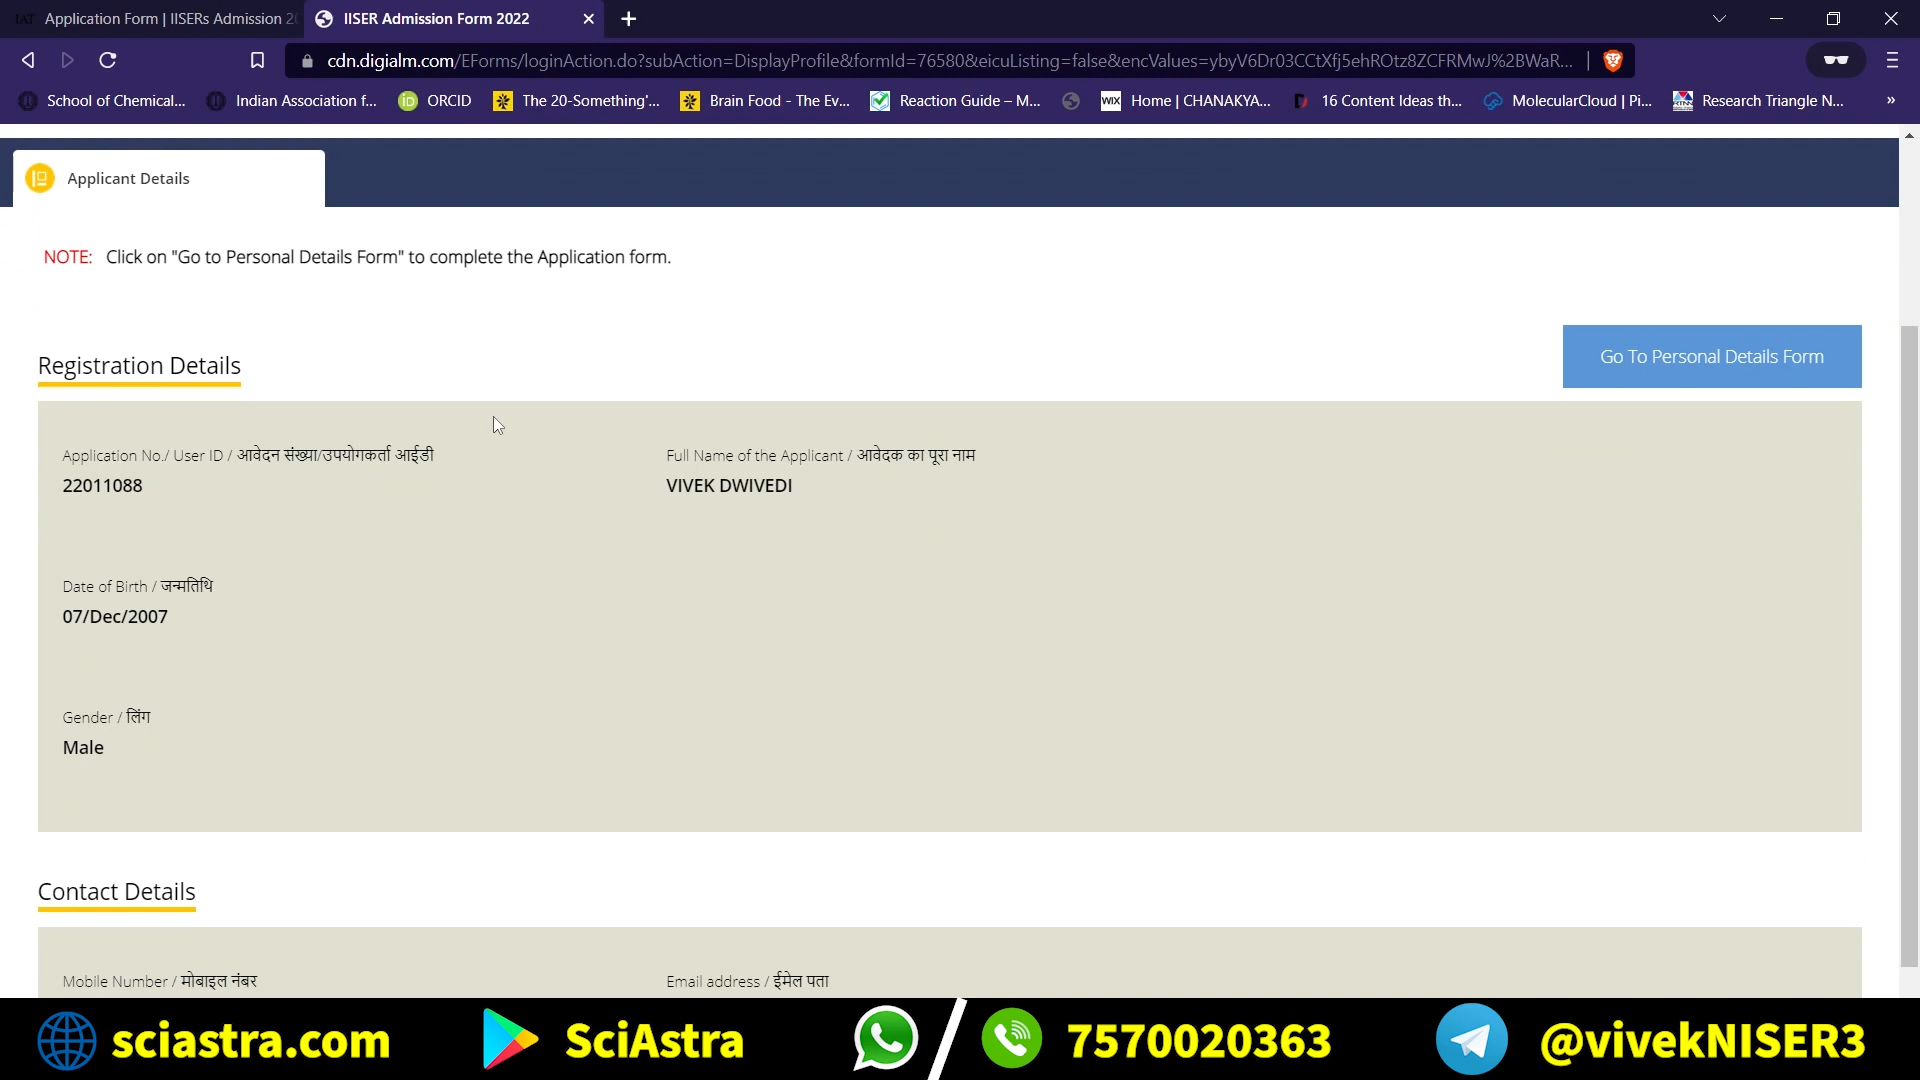 IAT Application Form | IISERs Admission 20
IISER Admission Form 2022
cdn.digialm.com/EForms/loginAction.do?subAction=DisplayProfile&formId=76580&eicuListing=false&encValues=ybyV6Dr03CCtXfj5ehROtz8ZCFRMwJ%2BWaR...
School of Chemical... Indian Association f... iD ORCID The 20-Something'... Brain Food - The Ev... Reaction Guide – M... WIX Home | CHANAKYA... 16 Content Ideas th... MolecularCloud | Pi... Research Triangle N... »
Applicant Details
NOTE: Click on "Go to Personal Details Form" to complete the Application form.
Registration Details
Go To Personal Details Form
Application No./ User ID / आवेदन संख्या/उपयोगकर्ता आईडी
22011088
Full Name of the Applicant / आवेदक का पूरा नाम
VIVEK DWIVEDI
Date of Birth / जन्मतिथि
07/Dec/2007
Gender / लिंग
Male
Contact Details
Mobile Number / मोबाइल नंबर
Email address / ईमेल पता
sciastra.com SciAstra 7570020363 @vivekNISER3